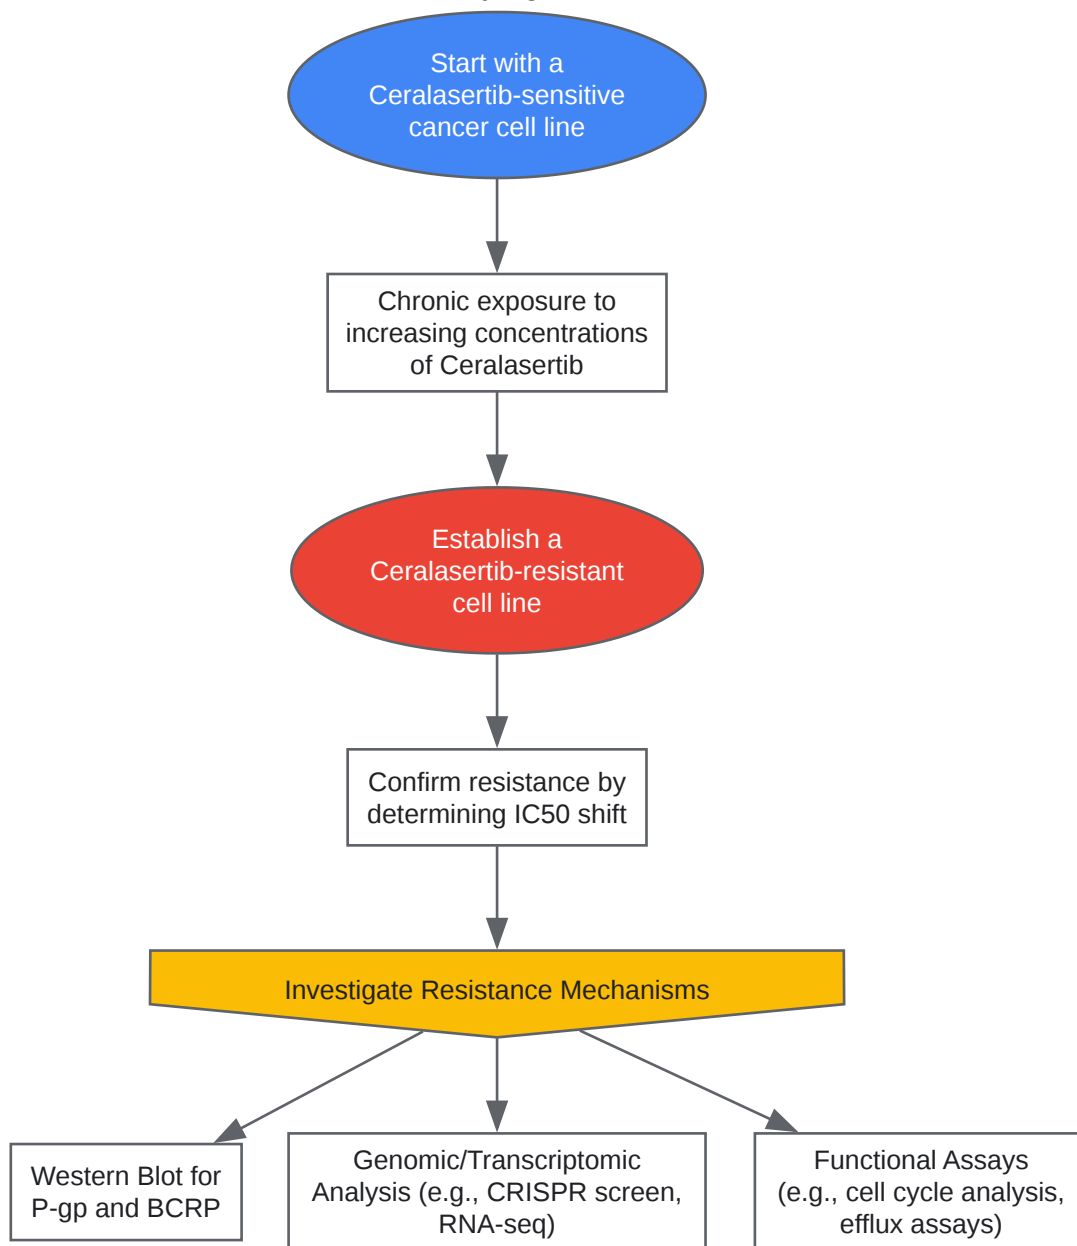 Start with a
Ceralasertib-sensitive
cancer cell line
Chronic exposure to
increasing concentrations
of Ceralasertib
Establish a
Ceralasertib-resistant
cell line
Confirm resistance by
determining IC50 shift
Investigate Resistance Mechanisms
Western Blot for
P-gp and BCRP
Genomic/Transcriptomic
Analysis (e.g., CRISPR screen,
RNA-seq)
Functional Assays
(e.g., cell cycle analysis,
efflux assays)